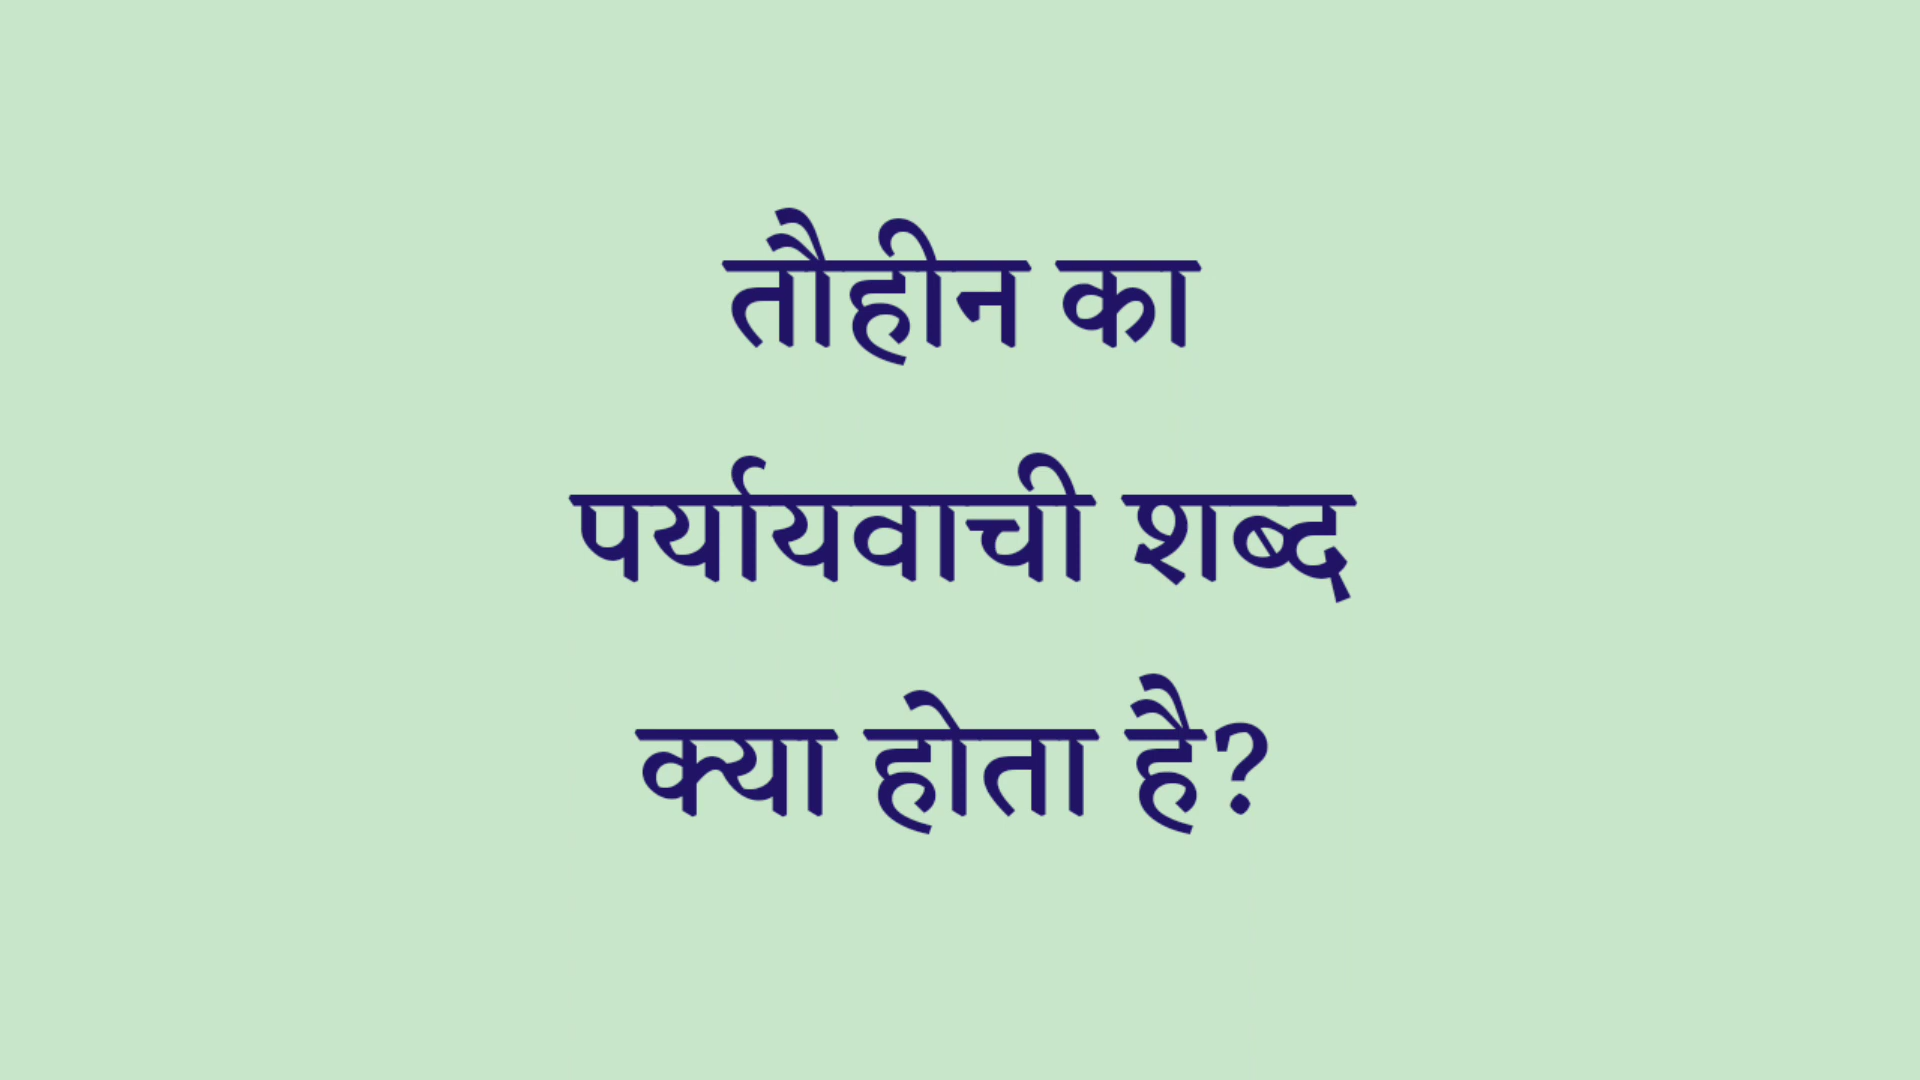 तौहीन का
पर्यायवाची शब्द
क्या होता है?